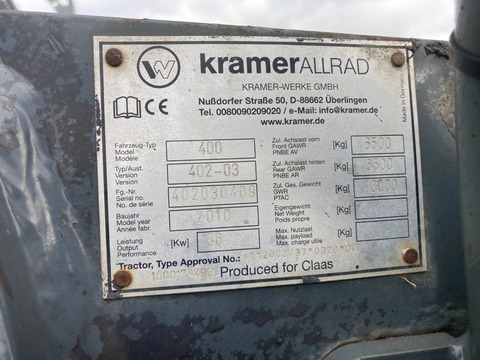 W kramerALLRAD
KRAMER-WERKE GMBH
Nußdorfer Straße 50, D-88662 Überlingen
Tel. 0080090209020 / e-Mail: info@kramer.de
www.kramer.de
CE
Made in Germany
Fahrzeug-Typ
Model
Modèle
400
Typ/Ausf.
Version
Version
402-03
Fg.-Nr.
Serial no.
No. de série
402030409
Baujahr
Model year
Année fabr.
2010
Leistung
Output
Performance
[Kw]
Zul. Achslast vorn
Front GAWR
PNBE AV
[Kg]
Zul. Achslast hinten
Rear GAWR
PNBE AR
[Kg]
Zul. Ges. Gewicht
GWR
PTAC
[Kg]
Eigengewicht
Net Weight
Poids propre
[Kg]
Nutzlast max.
Max. payload
Max. charge utile
[Kg]
Tractor, Type Approval No.:
Produced for Claas